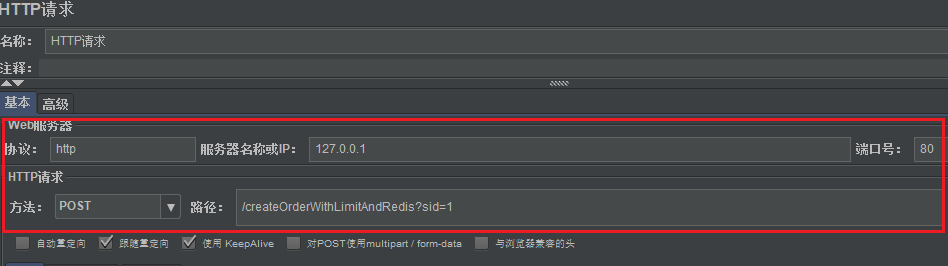 HTTP请求
名称： HTTP请求
注释：
基本 高级
Web服务器
协议： http 服务器名称或IP： 127.0.0.1 端口号： 80
HTTP请求
方法： POST 路径： /createOrderWithLimitAndRedis?sid=1
自动重定向 跟随重定向 使用 KeepAlive 对POST使用multipart / form-data 与浏览器兼容的头